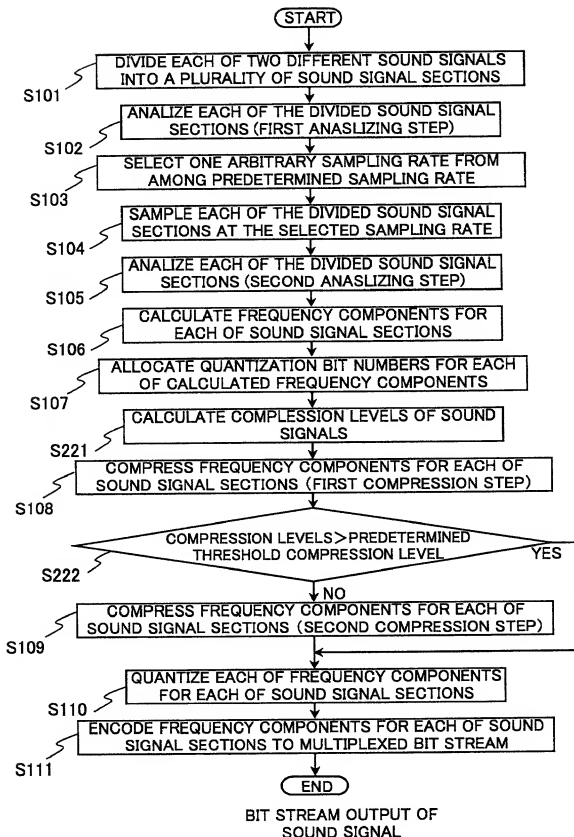 START
DIVIDE EACH OF TWO DIFFERENT SOUND SIGNALS
INTO A PLURALITY OF SOUND SIGNAL SECTIONS
S101
ANALIZE EACH OF THE DIVIDED SOUND SIGNAL
SECTIONS (FIRST ANASLIZING STEP)
S102
SELECT ONE ARBITRARY SAMPLING RATE FROM
AMONG PREDETERMINED SAMPLING RATE
S103
SAMPLE EACH OF THE DIVIDED SOUND SIGNAL
SECTIONS AT THE SELECTED SAMPLING RATE
S104
ANALIZE EACH OF THE DIVIDED SOUND SIGNAL
SECTIONS (SECOND ANASLIZING STEP)
S105
CALCULATE FREQUENCY COMPONENTS FOR
EACH OF SOUND SIGNAL SECTIONS
S106
ALLOCATE QUANTIZATION BIT NUMBERS FOR EACH
OF CALCULATED FREQUENCY COMPONENTS
S107
CALCULATE COMPLESSION LEVELS OF SOUND
SIGNALS
S221
COMPRESS FREQUENCY COMPONENTS FOR EACH OF
SOUND SIGNAL SECTIONS (FIRST COMPRESSION STEP)
S108
COMPRESSION LEVELS>PREDETERMINED
THRESHOLD COMPRESSION LEVEL
YES
S222
NO
COMPRESS FREQUENCY COMPONENTS FOR EACH OF
SOUND SIGNAL SECTIONS (SECOND COMPRESSION STEP)
S109
QUANTIZE EACH OF FREQUENCY COMPONENTS
FOR EACH OF SOUND SIGNAL SECTIONS
S110
ENCODE FREQUENCY COMPONENTS FOR EACH OF SOUND
SIGNAL SECTIONS TO MULTIPLEXED BIT STREAM
S111
END
BIT STREAM OUTPUT OF
SOUND SIGNAL